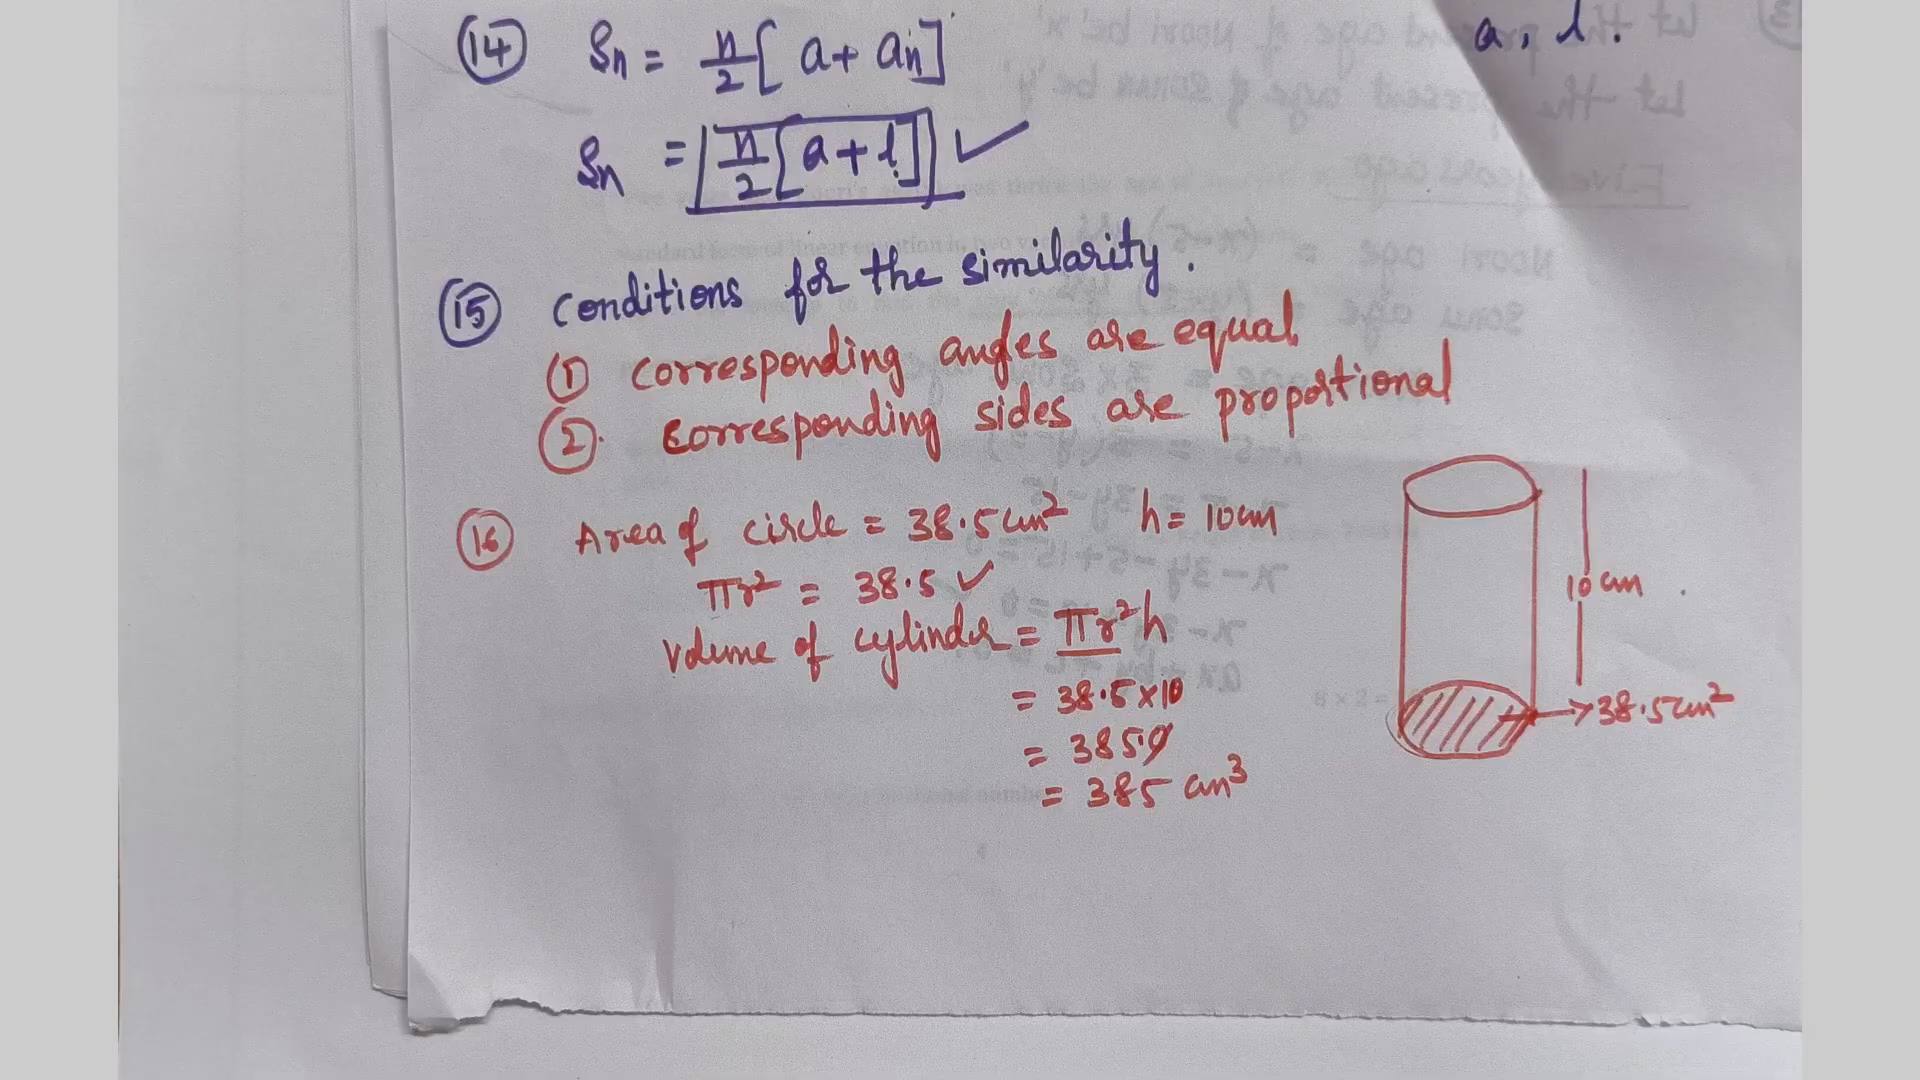 a, l.
14 Sn = n/2 [ a + an ]
Sn = n/2 [ a + l ] ✓
15 Conditions for the similarity.
1 corresponding angles are equal
2. corresponding sides are proportional
16 Area of circle = 38.5 cm² h = 10 cm
πr² = 38.5 ✓
Volume of cylinder = πr²h
= 38.5 × 10
= 385.0
= 385 cm³
10 cm
38.5 cm²